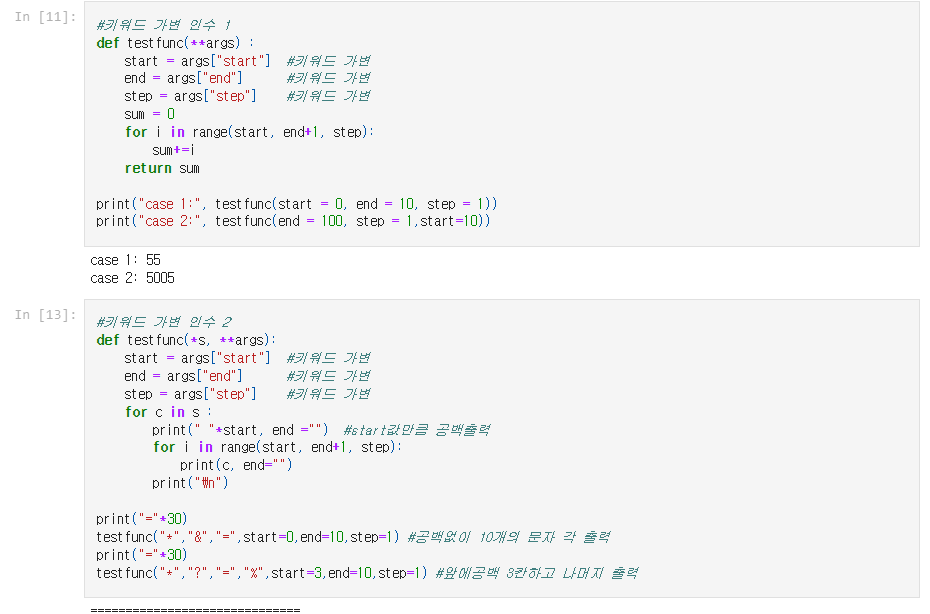 In [11]:
#키워드 가변 인수 1
def testfunc(**args) :
    start = args["start"]  #키워드 가변
    end = args["end"]      #키워드 가변
    step = args["step"]    #키워드 가변
    sum = 0
    for i in range(start, end+1, step):
        sum+=i
    return sum

print("case 1:", testfunc(start = 0, end = 10, step = 1))
print("case 2:", testfunc(end = 100, step = 1,start=10))
case 1: 55
case 2: 5005
In [13]:
#키워드 가변 인수 2
def testfunc(*s, **args):
    start = args["start"]  #키워드 가변
    end = args["end"]      #키워드 가변
    step = args["step"]    #키워드 가변
    for c in s :
        print(" "*start, end ="")  #start값만큼 공백출력
        for i in range(start, end+1, step):
            print(c, end="")
        print("₩n")

print("="*30)
testfunc("*","&","=",start=0,end=10,step=1) #공백없이 10개의 문자 각 출력
print("="*30)
testfunc("*","?","=","%",start=3,end=10,step=1) #앞에공백 3칸하고 나머지 출력
==============================